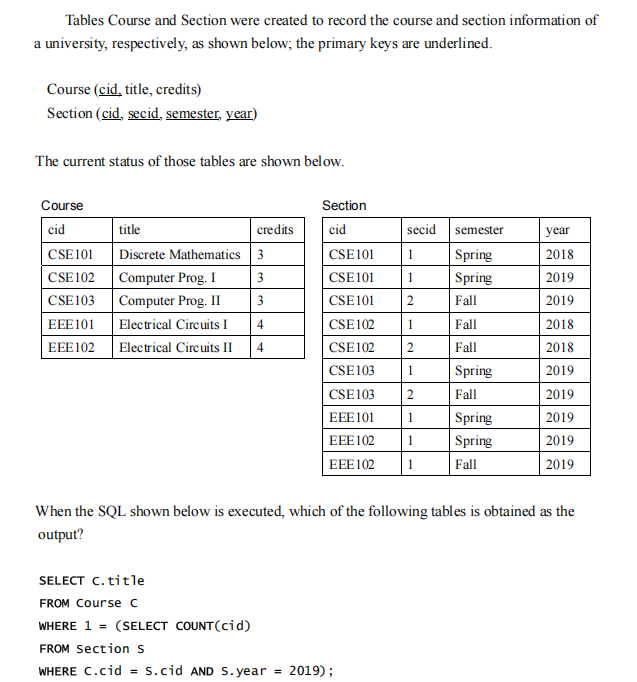 Tables Course and Section were created to record the course and section information of
a university, respectively, as shown below; the primary keys are underlined.
Course (cid, title, credits)
Section (cid, secid, semester, year)
The current status of those tables are shown below.
Course
cid title credits
CSE101 Discrete Mathematics 3
CSE102 Computer Prog. I 3
CSE103 Computer Prog. II 3
EEE101 Electrical Circuits I 4
EEE102 Electrical Circuits II 4
Section
cid secid semester year
CSE101 1 Spring 2018
CSE101 1 Spring 2019
CSE101 2 Fall 2019
CSE102 1 Fall 2018
CSE102 2 Fall 2018
CSE103 1 Spring 2019
CSE103 2 Fall 2019
EEE101 1 Spring 2019
EEE102 1 Spring 2019
EEE102 1 Fall 2019
When the SQL shown below is executed, which of the following tables is obtained as the
output?
SELECT C.title
FROM Course C
WHERE 1 = (SELECT COUNT(cid)
FROM Section S
WHERE C.cid = S.cid AND S.year = 2019);